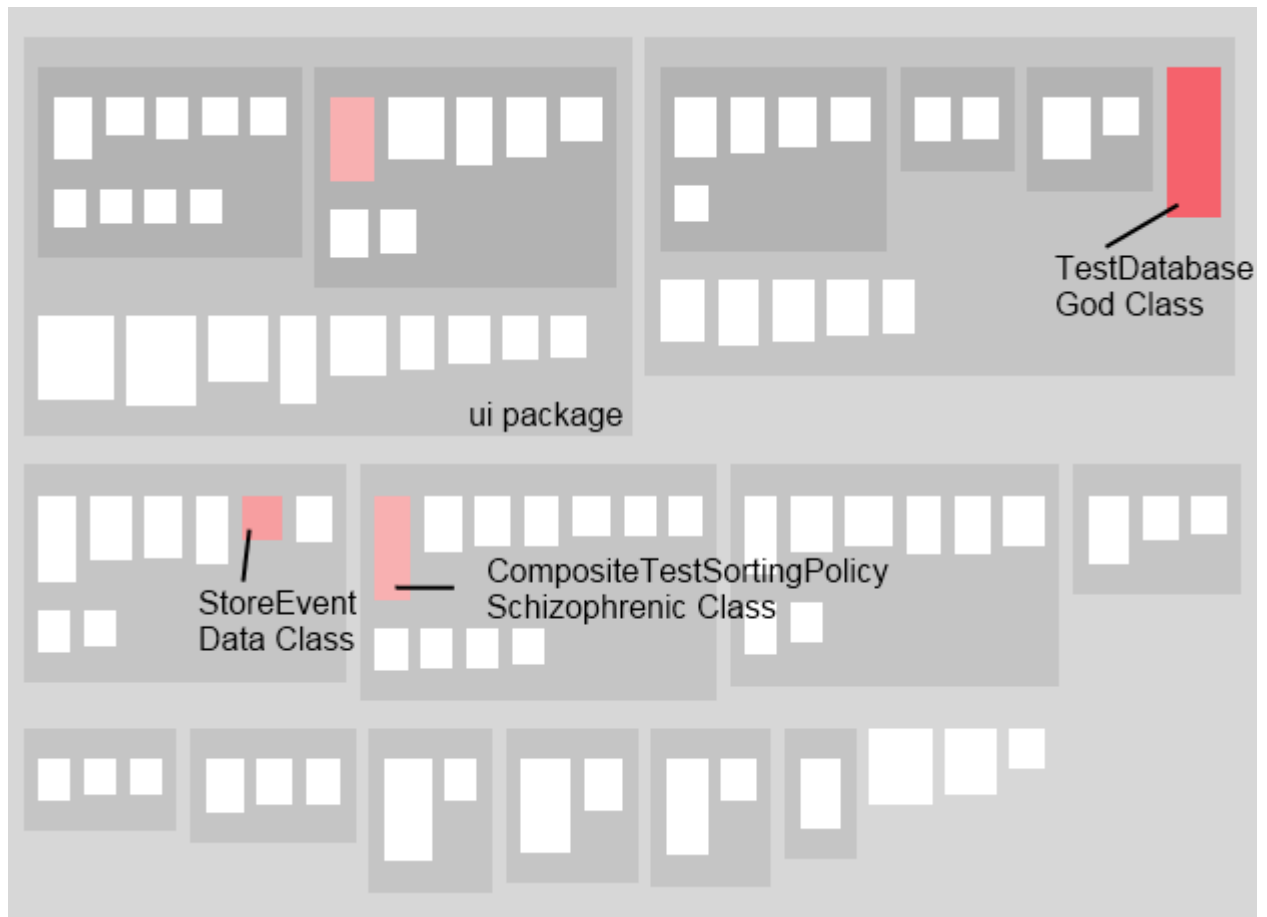 TestDatabase
God Class
ui package
StoreEvent
Data Class
CompositeTestSortingPolicy
Schizophrenic Class